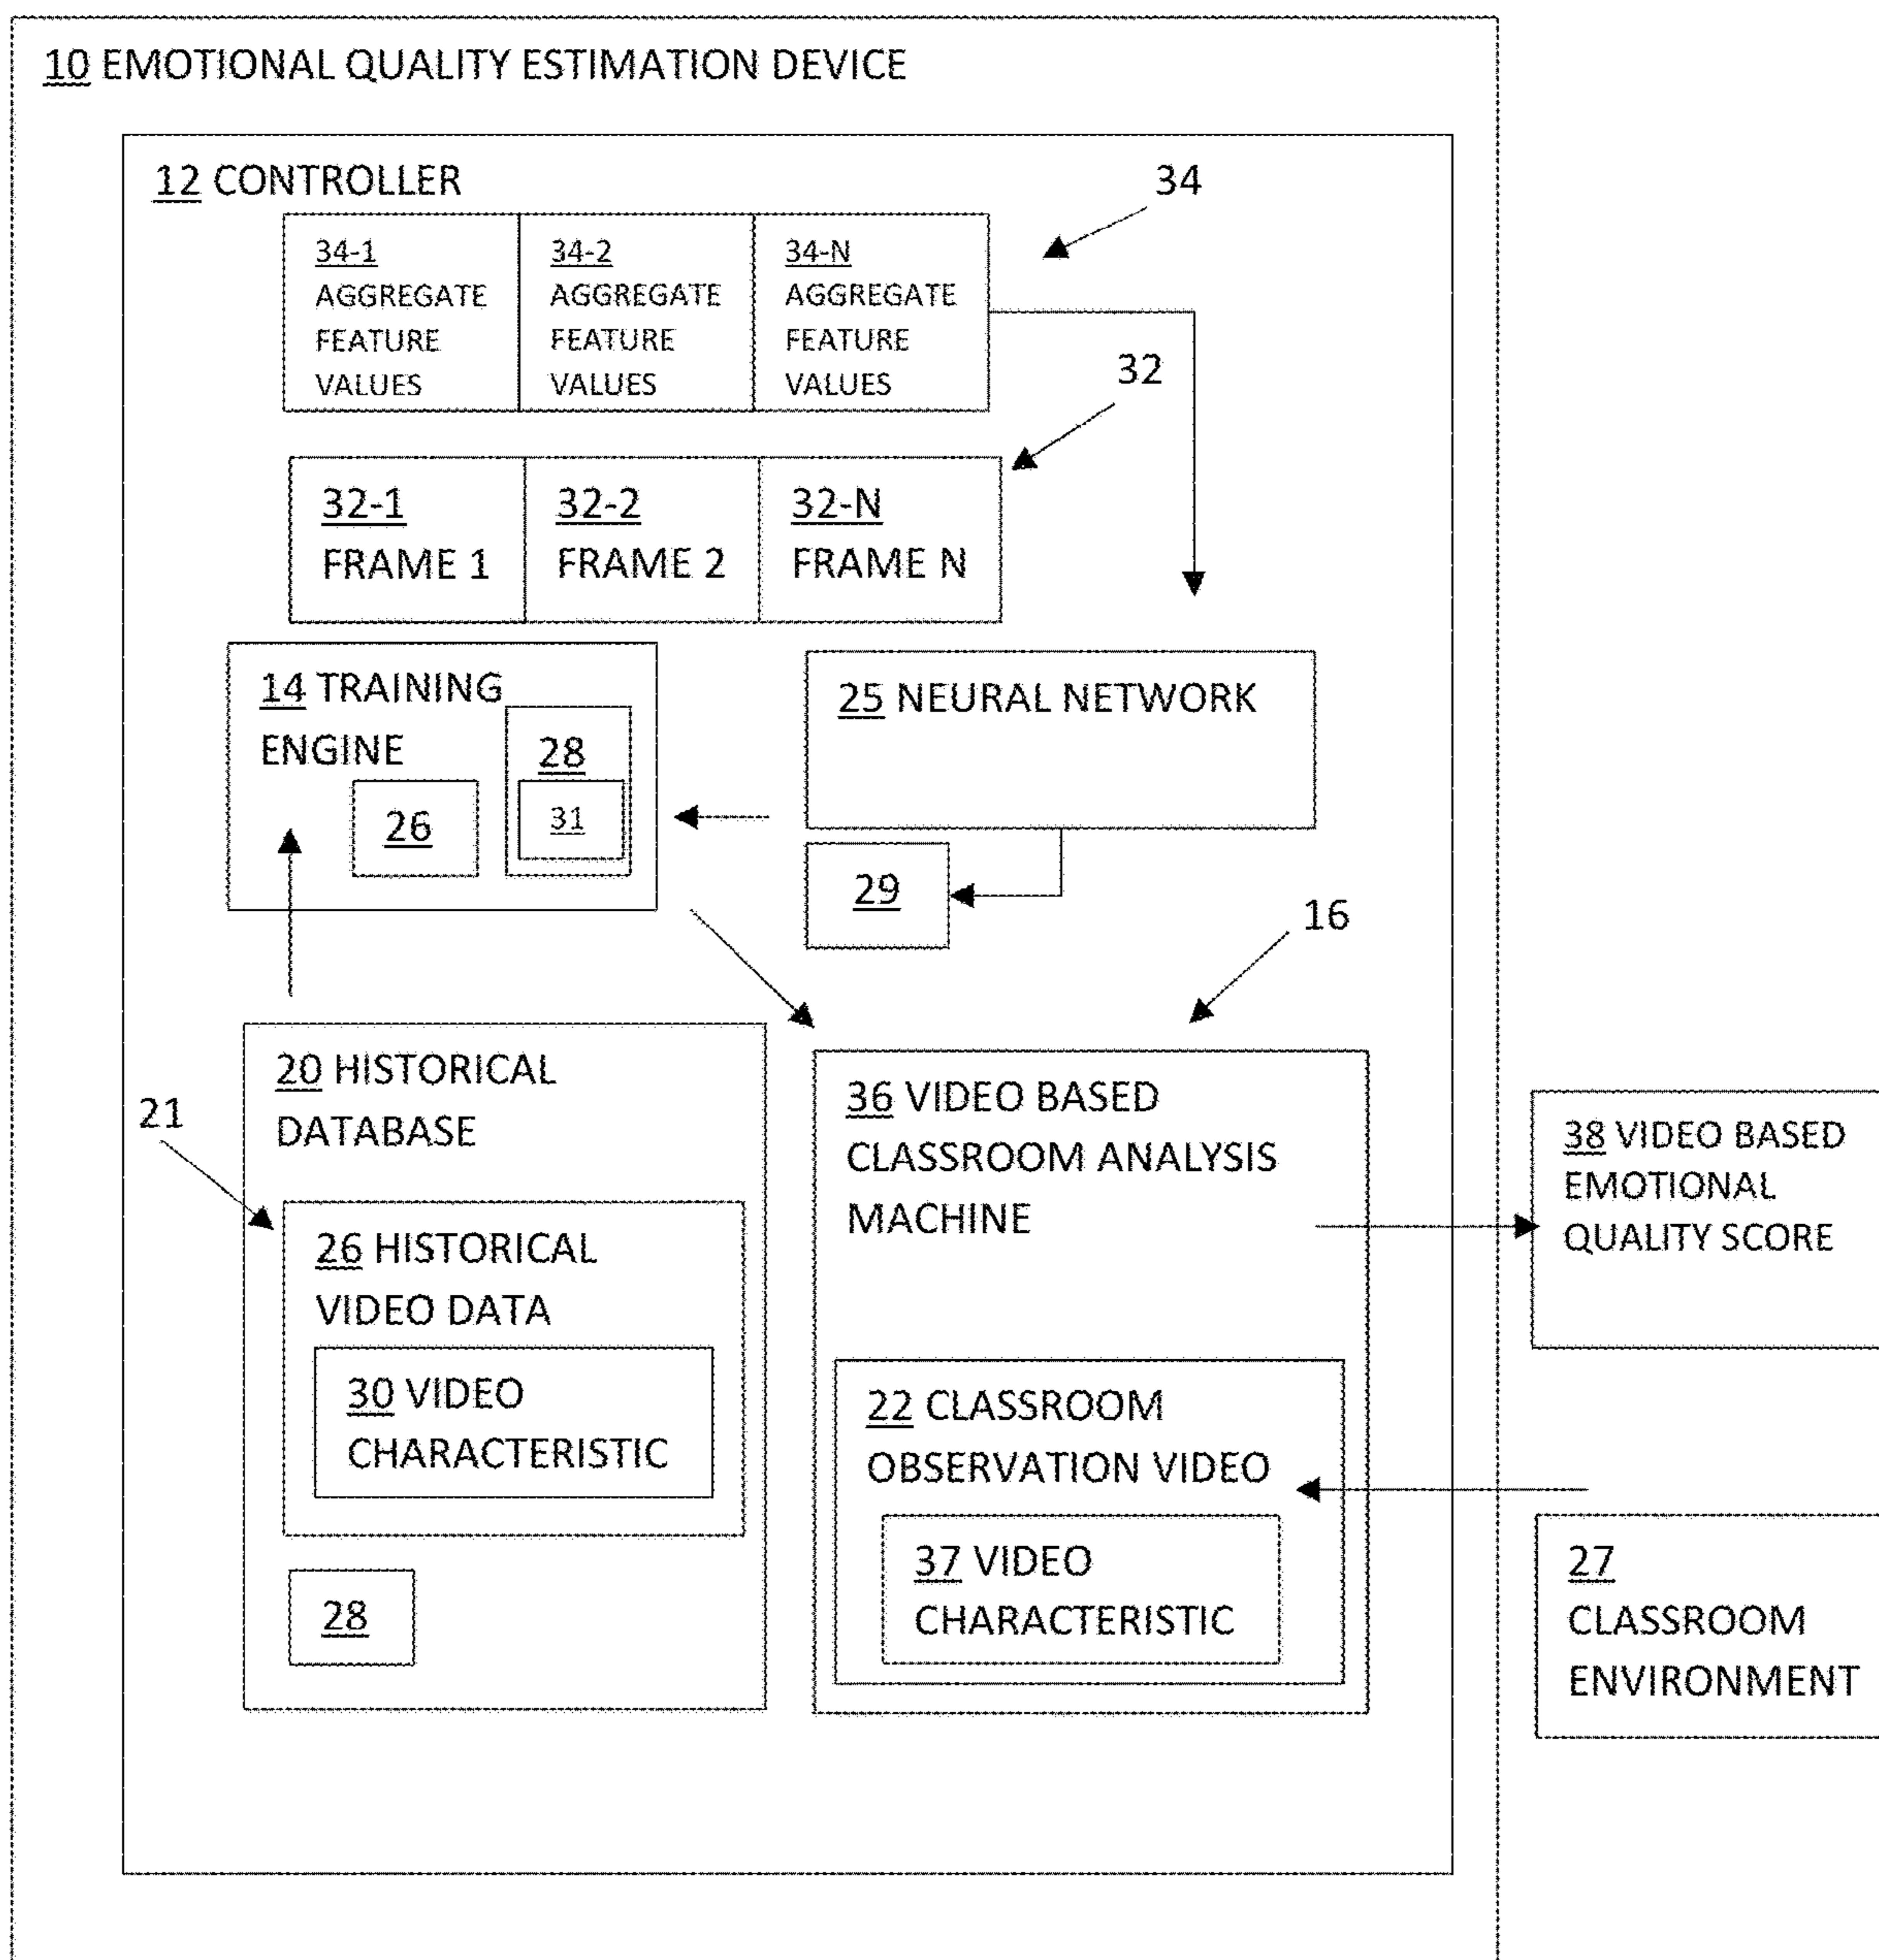 10 EMOTIONAL QUALITY ESTIMATION DEVICE
12 CONTROLLER
34
34-1
AGGREGATE
FEATURE
VALUES
34-2
AGGREGATE
FEATURE
VALUES
34-N
AGGREGATE
FEATURE
VALUES
32
32-1
FRAME 1
32-2
FRAME 2
32-N
FRAME N
14 TRAINING
ENGINE
26
28
31
25 NEURAL NETWORK
29
16
20 HISTORICAL
DATABASE
21
26 HISTORICAL
VIDEO DATA
30 VIDEO
CHARACTERISTIC
28
36 VIDEO BASED
CLASSROOM ANALYSIS
MACHINE
22 CLASSROOM
OBSERVATION VIDEO
37 VIDEO
CHARACTERISTIC
38 VIDEO BASED
EMOTIONAL
QUALITY SCORE
27
CLASSROOM
ENVIRONMENT